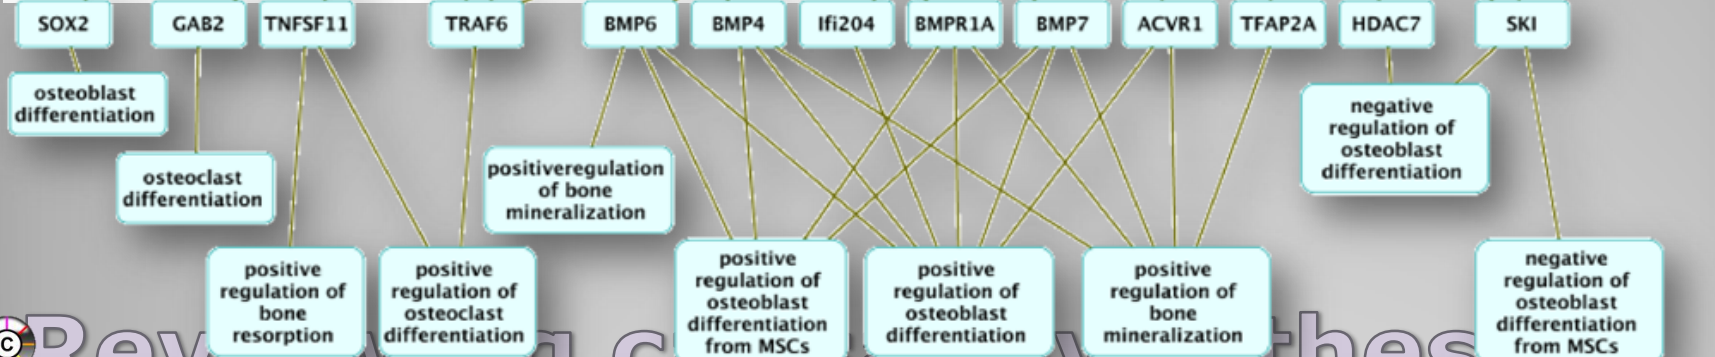 SOX2
GAB2
TNFSF11
TRAF6
BMP6
BMP4
Ifi204
BMPR1A
BMP7
ACVR1
TFAP2A
HDAC7
SKI
osteoblast
differentiation
osteoclast
differentiation
positiveregulation
of bone
mineralization
negative
regulation of
osteoblast
differentiation
positive
regulation of
bone
resorption
positive
regulation of
osteoclast
differentiation
positive
regulation of
osteoblast
differentiation
from MSCs
positive
regulation of
osteoblast
differentiation
positive
regulation of
bone
mineralization
negative
regulation of
osteoblast
differentiation
from MSCs
©